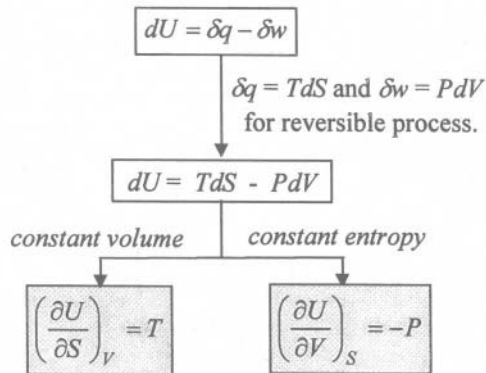 dU = δq − δw
δq = TdS and δw = PdV
for reversible process.
dU = TdS - PdV
constant volume constant entropy
(∂U/∂S)_V = T (∂U/∂V)_S = −P